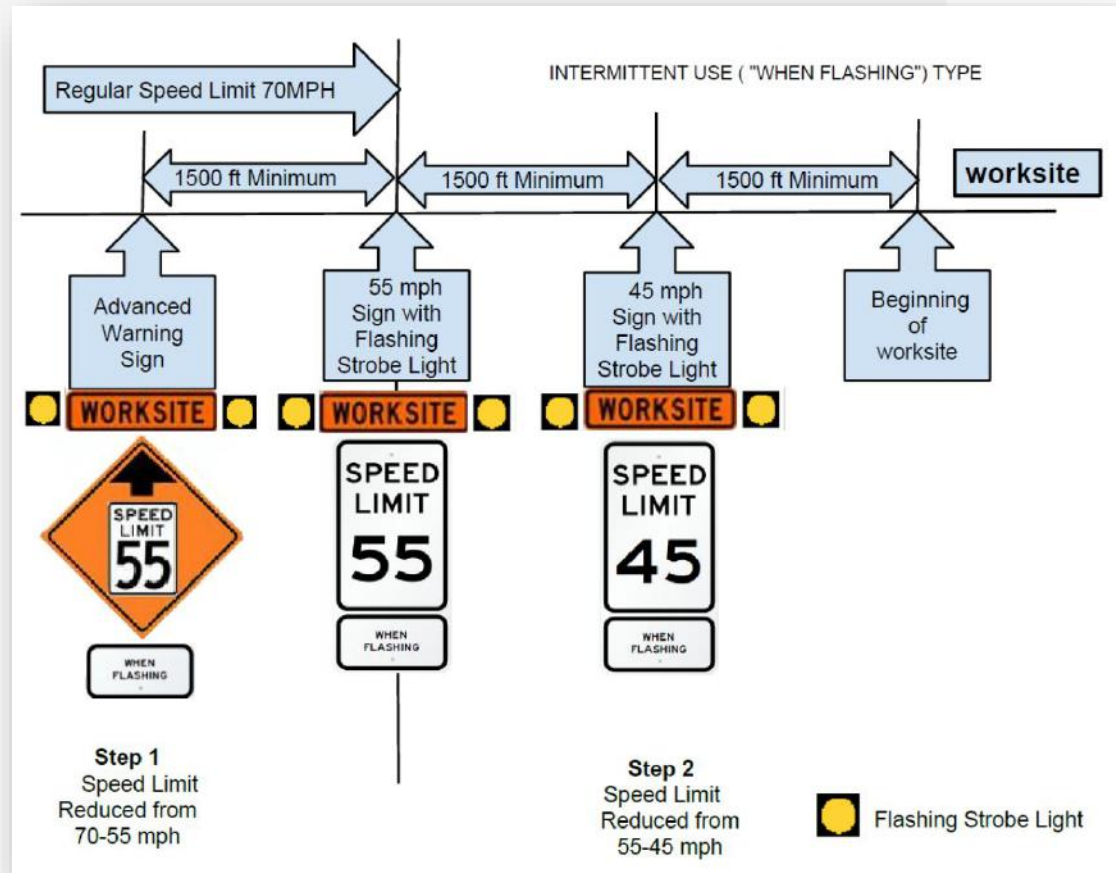 INTERMITTENT USE ( "WHEN FLASHING") TYPE
Regular Speed Limit 70MPH
1500 ft Minimum
1500 ft Minimum
1500 ft Minimum
worksite
Advanced
Warning
Sign
55 mph
Sign with
Flashing
Strobe Light
45 mph
Sign with
Flashing
Strobe Light
Beginning
of
worksite
WORKSITE
WORKSITE
WORKSITE
SPEED
LIMIT
55
WHEN
FLASHING
SPEED
LIMIT
55
WHEN
FLASHING
SPEED
LIMIT
45
WHEN
FLASHING
Step 1
Speed Limit
Reduced from
70-55 mph
Step 2
Speed Limit
Reduced from
55-45 mph
Flashing Strobe Light